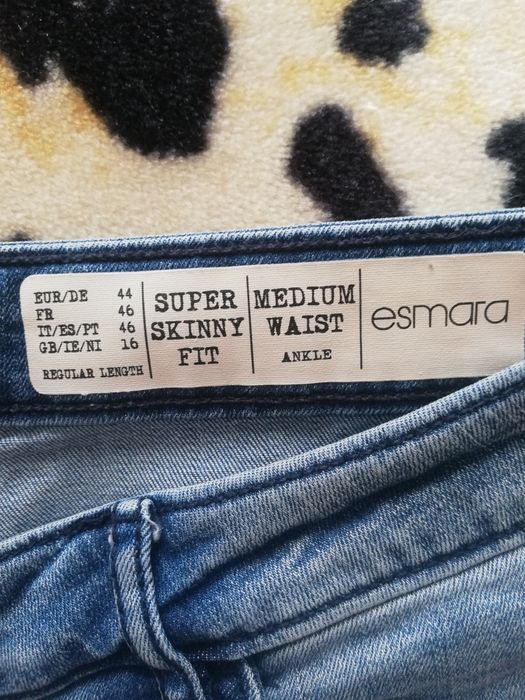 EUR/DE 44
FR 46
IT/ES/PT 46
GB/IE/NI 16
REGULAR LENGTH
SUPER
SKINNY
FIT
MEDIUM
WAIST
ANKLE
esmara